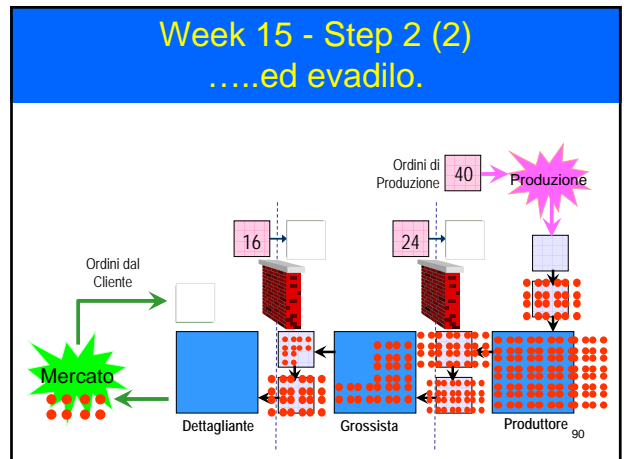 Week 15 - Step 2 (2)
…..ed evadilo.
Ordini di
Produzione
40
Produzione
16
24
Ordini dal
Cliente
Mercato
Dettagliante
Grossista
Produttore
90